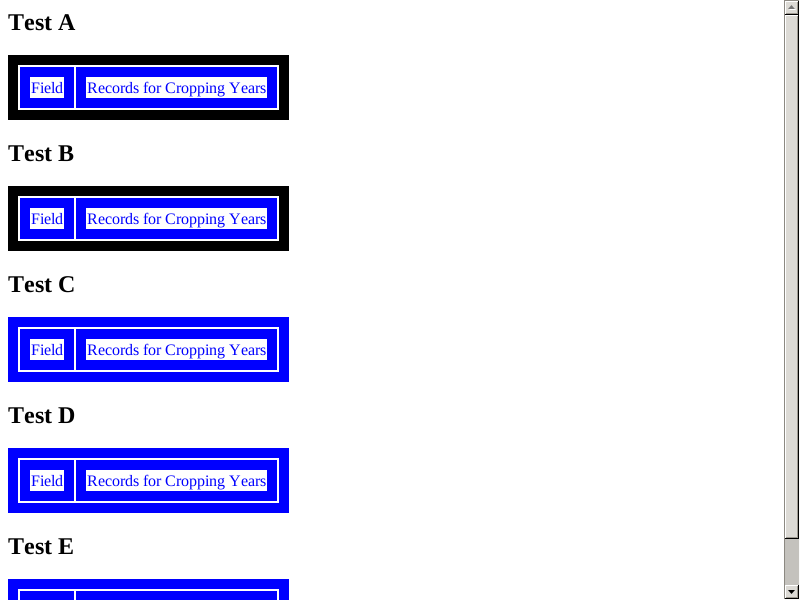 Test A
Field Records for Cropping Years
Test B
Field Records for Cropping Years
Test C
Field Records for Cropping Years
Test D
Field Records for Cropping Years
Test E